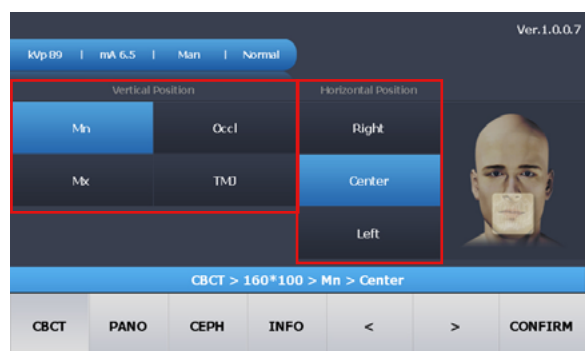 Ver.1.0.0.7
kVp 89 | mA 6.5 | Man | Normal
Vertical Position
Horizontal Position
Mn
Occl
Right
Mx
TMJ
Center
Left
CBCT > 160*100 > Mn > Center
CBCT
PANO
CEPH
INFO
<
>
CONFIRM